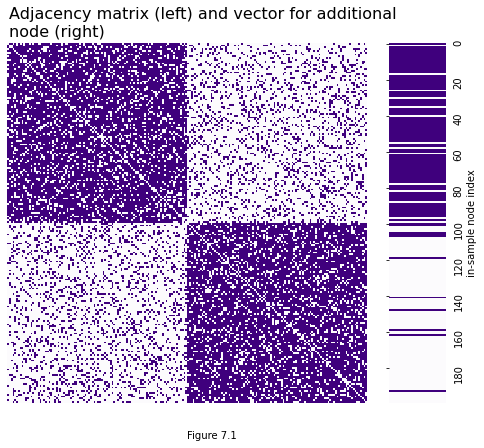 Adjacency matrix (left) and vector for additional
node (right)
0
20
40
60
80
100
120
140
160
180
in-sample node index
Figure 7.1